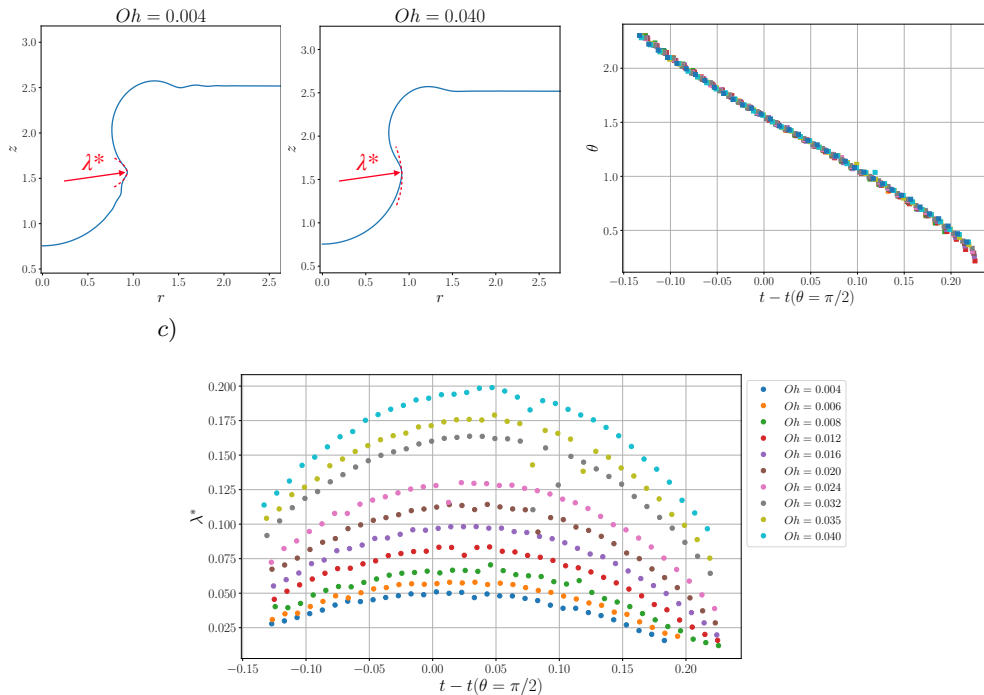 Oh = 0.004
Oh = 0.040
3.0
2.5
2.0
1.5
1.0
0.5
z
λ*
0.0 0.5 1.0 1.5 2.0 2.5
r
3.0
2.5
2.0
1.5
1.0
0.5
z
λ*
0.0 0.5 1.0 1.5 2.0 2.5
r
2.0
1.5
1.0
0.5
θ
−0.15 −0.10 −0.05 0.00 0.05 0.10 0.15 0.20
t − t(θ = π/2)
c)
0.200
0.175
0.150
0.125
0.100
0.075
0.050
0.025
λ*
−0.15 −0.10 −0.05 0.00 0.05 0.10 0.15 0.20
t − t(θ = π/2)
Oh = 0.004
Oh = 0.006
Oh = 0.008
Oh = 0.012
Oh = 0.016
Oh = 0.020
Oh = 0.024
Oh = 0.032
Oh = 0.035
Oh = 0.040